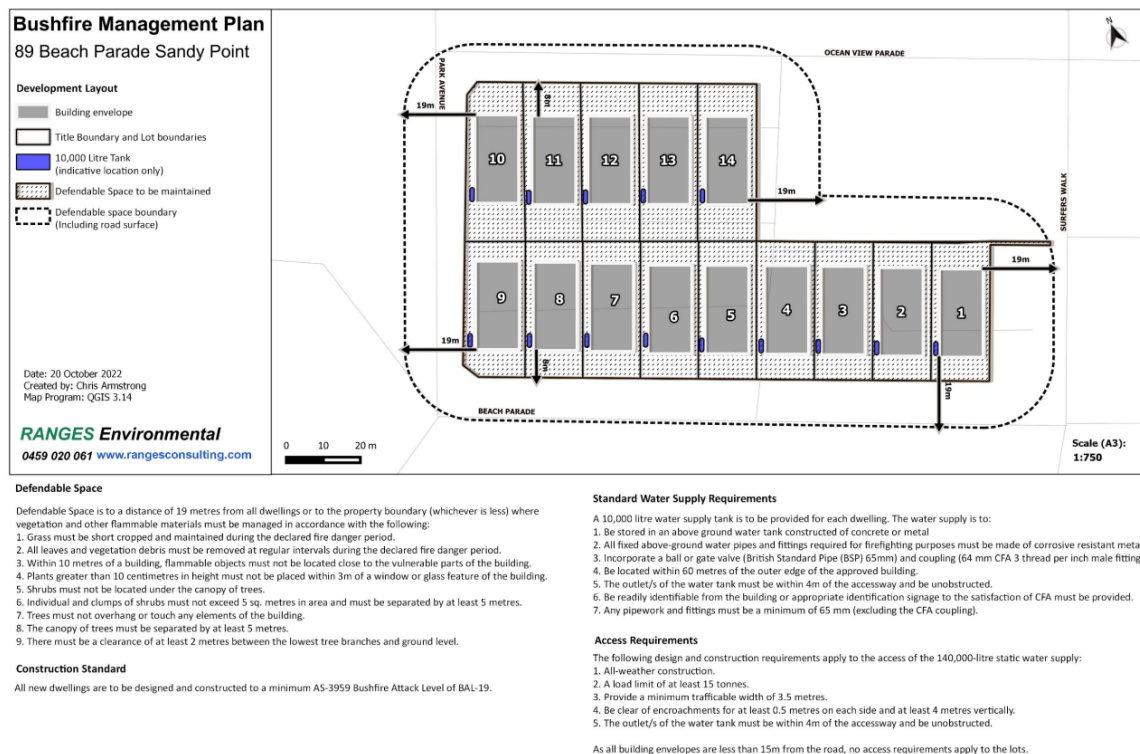 Bushfire Management Plan
89 Beach Parade Sandy Point
Development Layout
Building envelope
Title Boundary and Lot boundaries
10,000 Litre Tank
(indicative location only)
Defendable Space to be maintained
Defendable space boundary
(Including road surface)
Date: 20 October 2022
Created by: Chris Armstrong
Map Program: QGIS 3.14
RANGES Environmental
0459 020 061 www.rangesconsulting.com
N
OCEAN VIEW PARADE
PARK AVENUE
SURFERS WALK
BEACH PARADE
19m
8m
19m
19m
19m
8m
19m
10
11
12
13
14
9
8
7
6
5
4
3
2
1
0 10 20 m
Scale (A3):
1:750
Defendable Space
Defendable Space is to a distance of 19 metres from all dwellings or to the property boundary (whichever is less) where
vegetation and other flammable materials must be managed in accordance with the following:
1. Grass must be short cropped and maintained during the declared fire danger period.
2. All leaves and vegetation debris must be removed at regular intervals during the declared fire danger period.
3. Within 10 metres of a building, flammable objects must not be located close to the vulnerable parts of the building.
4. Plants greater than 10 centimetres in height must not be placed within 3m of a window or glass feature of the building.
5. Shrubs must not be located under the canopy of trees.
6. Individual and clumps of shrubs must not exceed 5 sq. metres in area and must be separated by at least 5 metres.
7. Trees must not overhang or touch any elements of the building.
8. The canopy of trees must be separated by at least 5 metres.
9. There must be a clearance of at least 2 metres between the lowest tree branches and ground level.
Construction Standard
All new dwellings are to be designed and constructed to a minimum AS-3959 Bushfire Attack Level of BAL-19.
Standard Water Supply Requirements
A 10,000 litre water supply tank is to be provided for each dwelling. The water supply is to:
1. Be stored in an above ground water tank constructed of concrete or metal
2. All fixed above-ground water pipes and fittings required for firefighting purposes must be made of corrosive resistant meta
3. Incorporate a ball or gate valve (British Standard Pipe (BSP) 65mm) and coupling (64 mm CFA 3 thread per inch male fitting
4. Be located within 60 metres of the outer edge of the approved building.
5. The outlet/s of the water tank must be within 4m of the accessway and be unobstructed.
6. Be readily identifiable from the building or appropriate identification signage to the satisfaction of CFA must be provided.
7. Any pipework and fittings must be a minimum of 65 mm (excluding the CFA coupling).
Access Requirements
The following design and construction requirements apply to the access of the 140,000-litre static water supply:
1. All-weather construction.
2. A load limit of at least 15 tonnes.
3. Provide a minimum trafficable width of 3.5 metres.
4. Be clear of encroachments for at least 0.5 metres on each side and at least 4 metres vertically.
5. The outlet/s of the water tank must be within 4m of the accessway and be unobstructed.
As all building envelopes are less than 15m from the road, no access requirements apply to the lots.